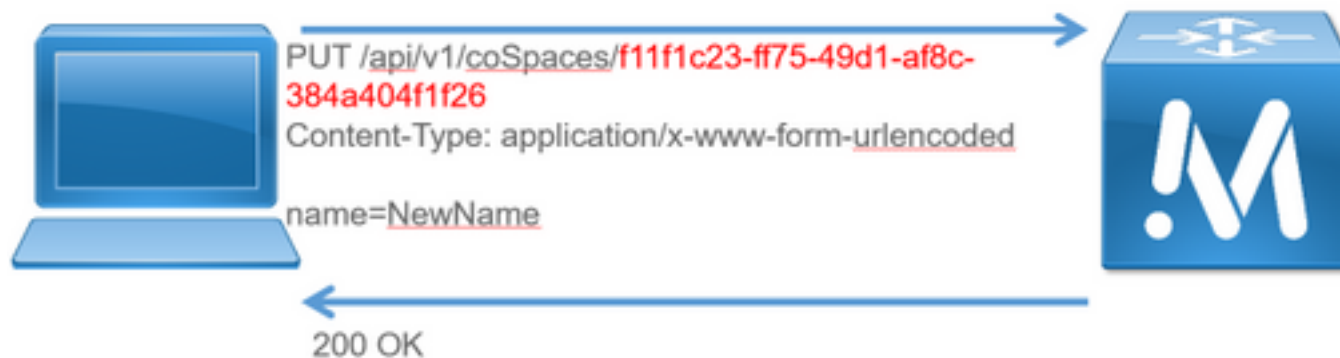 PUT /api/v1/coSpaces/f11f1c23-ff75-49d1-af8c-
384a404f1f26
Content-Type: application/x-www-form-urlencoded
name=NewName
200 OK